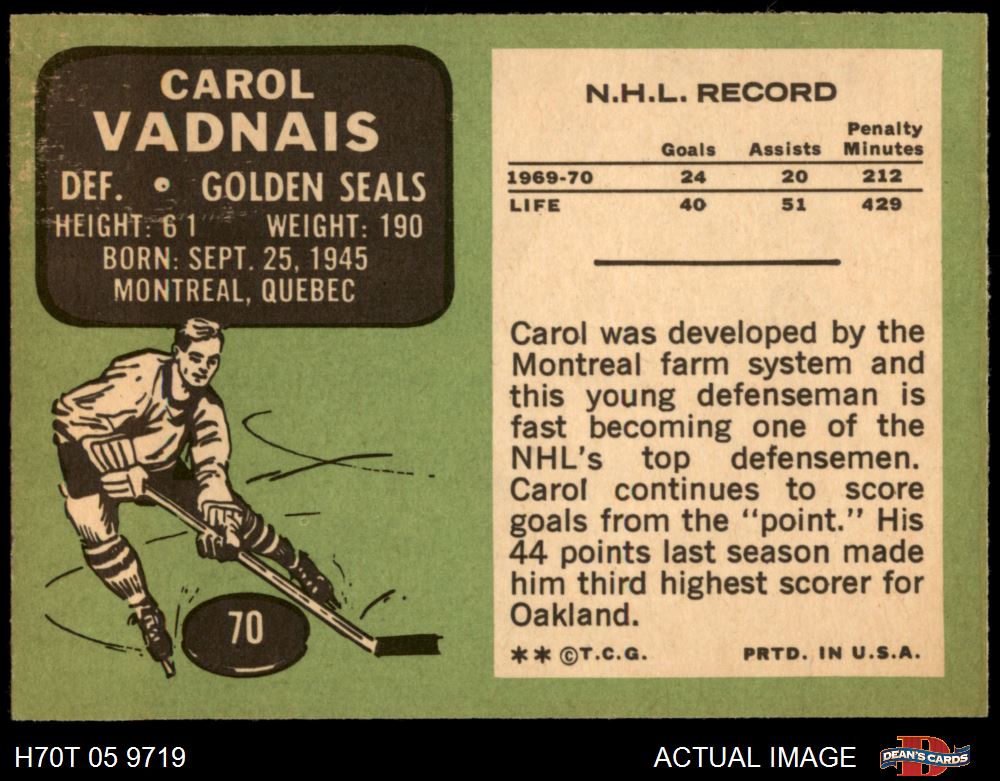 CAROL
VADNAIS
DEF. • GOLDEN SEALS
HEIGHT: 6 1" WEIGHT: 190
BORN: SEPT. 25, 1945
MONTREAL, QUEBEC
70
N.H.L. RECORD
Goals Assists Penalty Minutes
1969-70 24 20 212
LIFE 40 51 429
Carol was developed by the
Montreal farm system and
this young defenseman is
fast becoming one of the
NHL's top defensemen.
Carol continues to score
goals from the "point." His
44 points last season made
him third highest scorer for
Oakland.
** ©T.C.G. PRTD. IN U.S.A.
H70T 05 9719 ACTUAL IMAGE DEAN'S CARDS